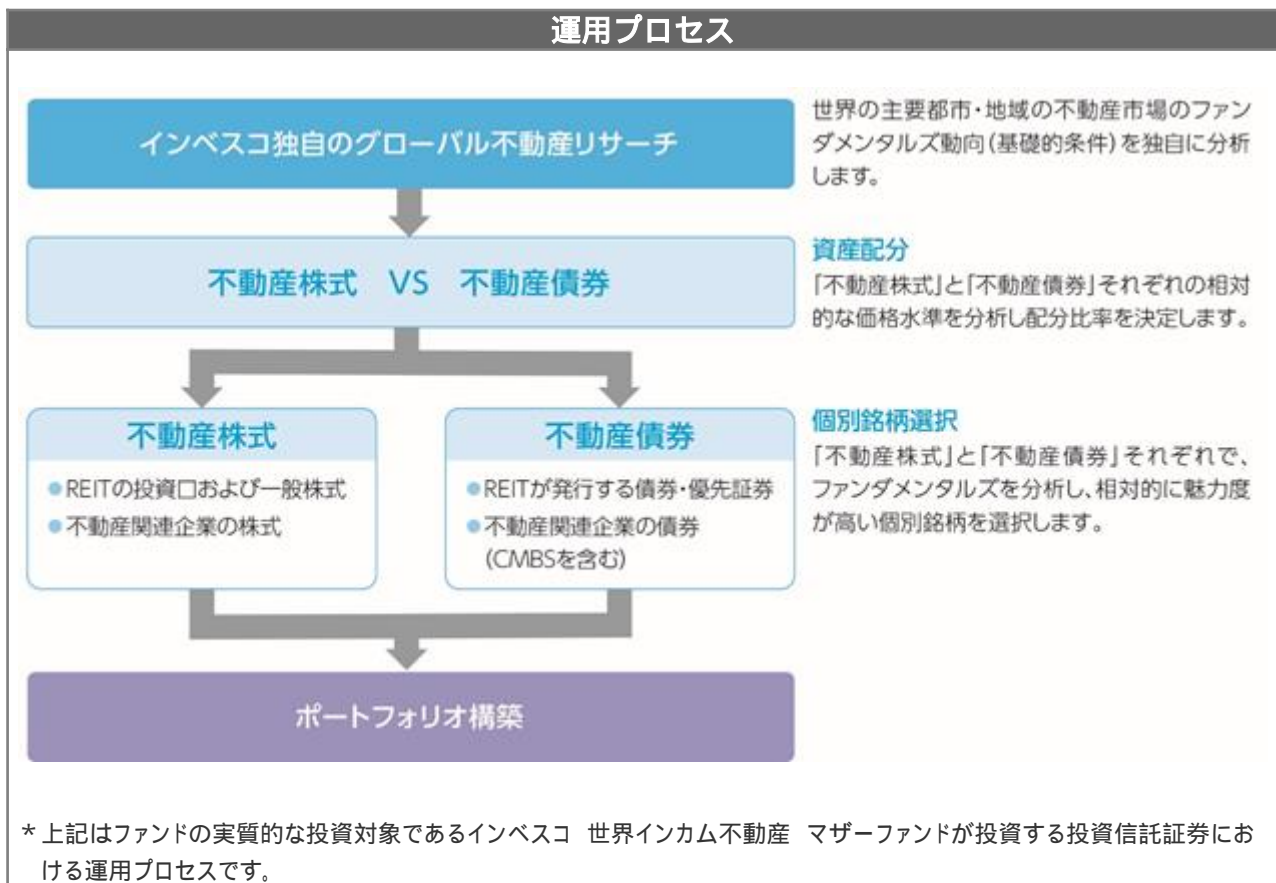 運用プロセス
インベスコ独自のグローバル不動産リサーチ
世界の主要都市・地域の不動産市場のファン
ダメンタルズ動向(基礎的条件)を独自に分析
します。
不動産株式 VS 不動産債券
資産配分
「不動産株式」と「不動産債券」それぞれの相対
的な価格水準を分析し配分比率を決定します。
不動産株式
●REITの投資口および一般株式
●不動産関連企業の株式
不動産債券
●REITが発行する債券・優先証券
●不動産関連企業の債券
(CMBSを含む)
個別銘柄選択
「不動産株式」と「不動産債券」それぞれで、
ファンダメンタルズを分析し、相対的に魅力度
が高い個別銘柄を選択します。
ポートフォリオ構築
*上記はファンドの実質的な投資対象であるインベスコ 世界インカム不動産 マザーファンドが投資する投資信託証券にお
ける運用プロセスです。